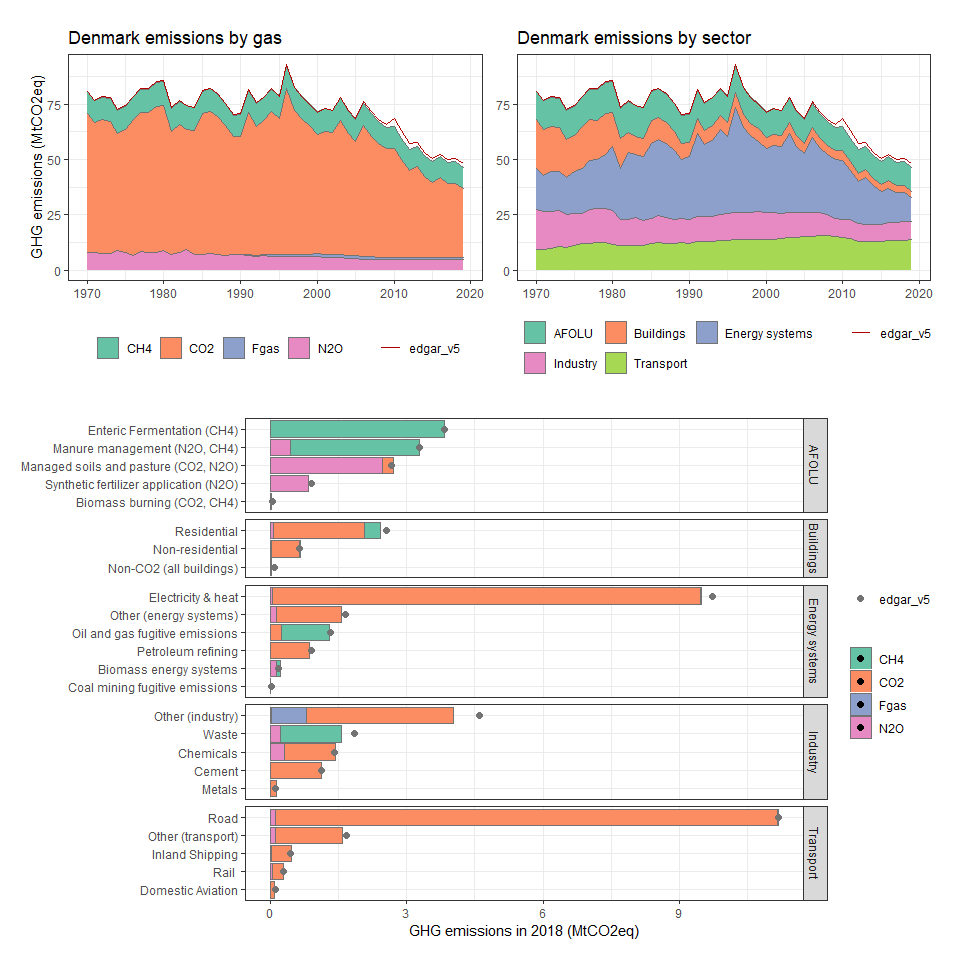 Denmark emissions by gas
GHG emissions (MtCO2eq)
75
50
25
0
1970 1980 1990 2000 2010 2020
CH4 CO2 Fgas N2O edgar_v5
Denmark emissions by sector
75
50
25
0
1970 1980 1990 2000 2010 2020
AFOLU Buildings Energy systems edgar_v5
Industry Transport
Enteric Fermentation (CH4)
Manure management (N2O, CH4)
Managed soils and pasture (CO2, N2O)
Synthetic fertilizer application (N2O)
Biomass burning (CO2, CH4)
AFOLU
Residential
Non-residential
Non-CO2 (all buildings)
Buildings
Electricity & heat
Other (energy systems)
Oil and gas fugitive emissions
Petroleum refining
Biomass energy systems
Coal mining fugitive emissions
Energy systems
Other (industry)
Waste
Chemicals
Cement
Metals
Industry
Road
Other (transport)
Inland Shipping
Rail
Domestic Aviation
Transport
0 3 6 9
GHG emissions in 2018 (MtCO2eq)
edgar_v5
CH4
CO2
Fgas
N2O